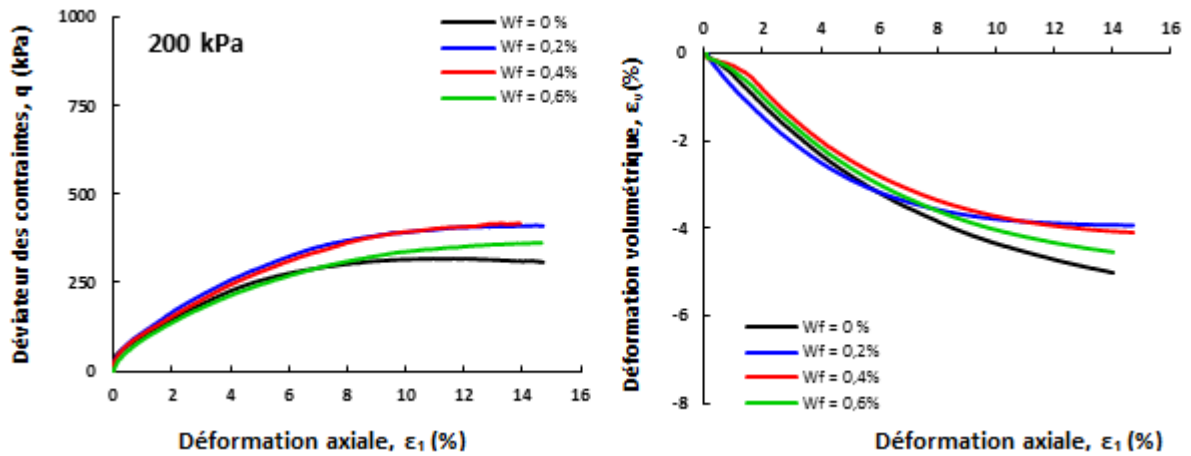 Déviateur des contraintes, q (kPa)
1000
750
500
250
0
200 kPa
Wf = 0 %
Wf = 0,2%
Wf = 0,4%
Wf = 0,6%
0 2 4 6 8 10 12 14 16
Déformation axiale, ε1 (%)
Déformation volumétrique, εv (%)
0 2 4 6 8 10 12 14 16
0
-2
-4
-6
-8
Wf = 0 %
Wf = 0,2%
Wf = 0,4%
Wf = 0,6%
Déformation axiale, ε1 (%)